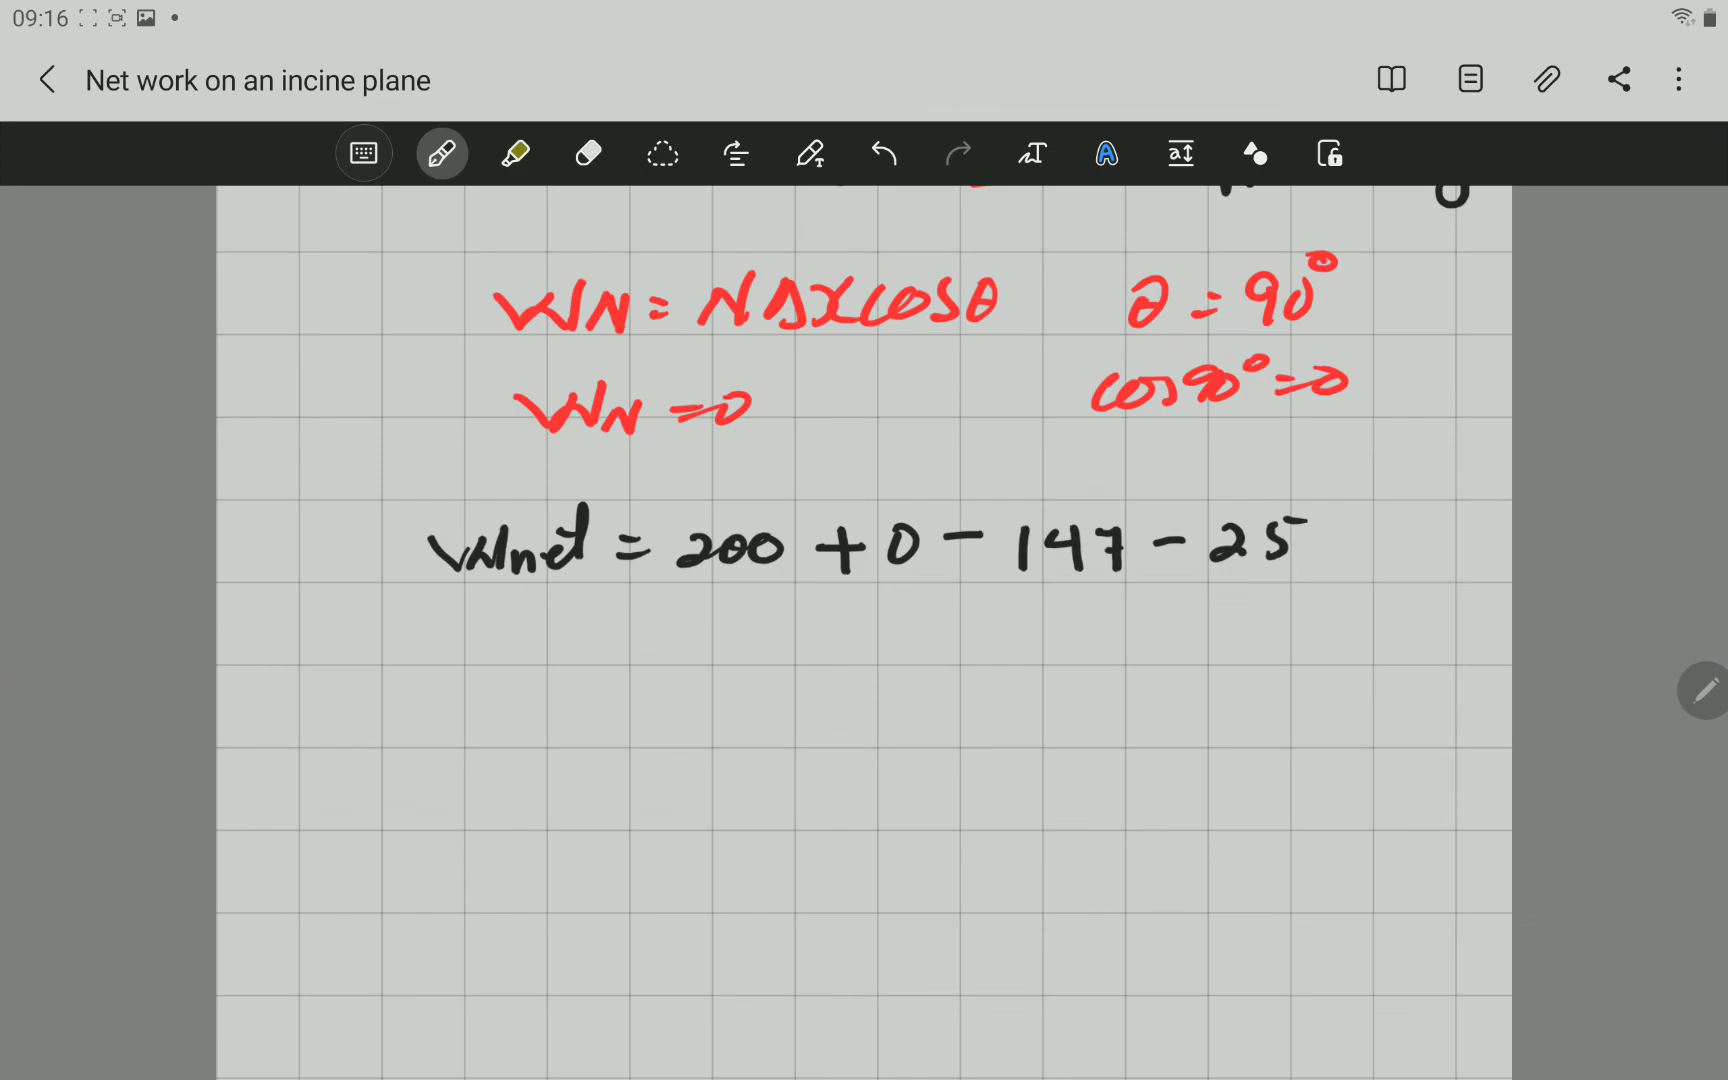 09:16
Net work on an incine plane
WN = NΔxcosθ θ = 90°
cos90° = 0
WN = 0
Wnet = 200 + 0 - 147 - 25